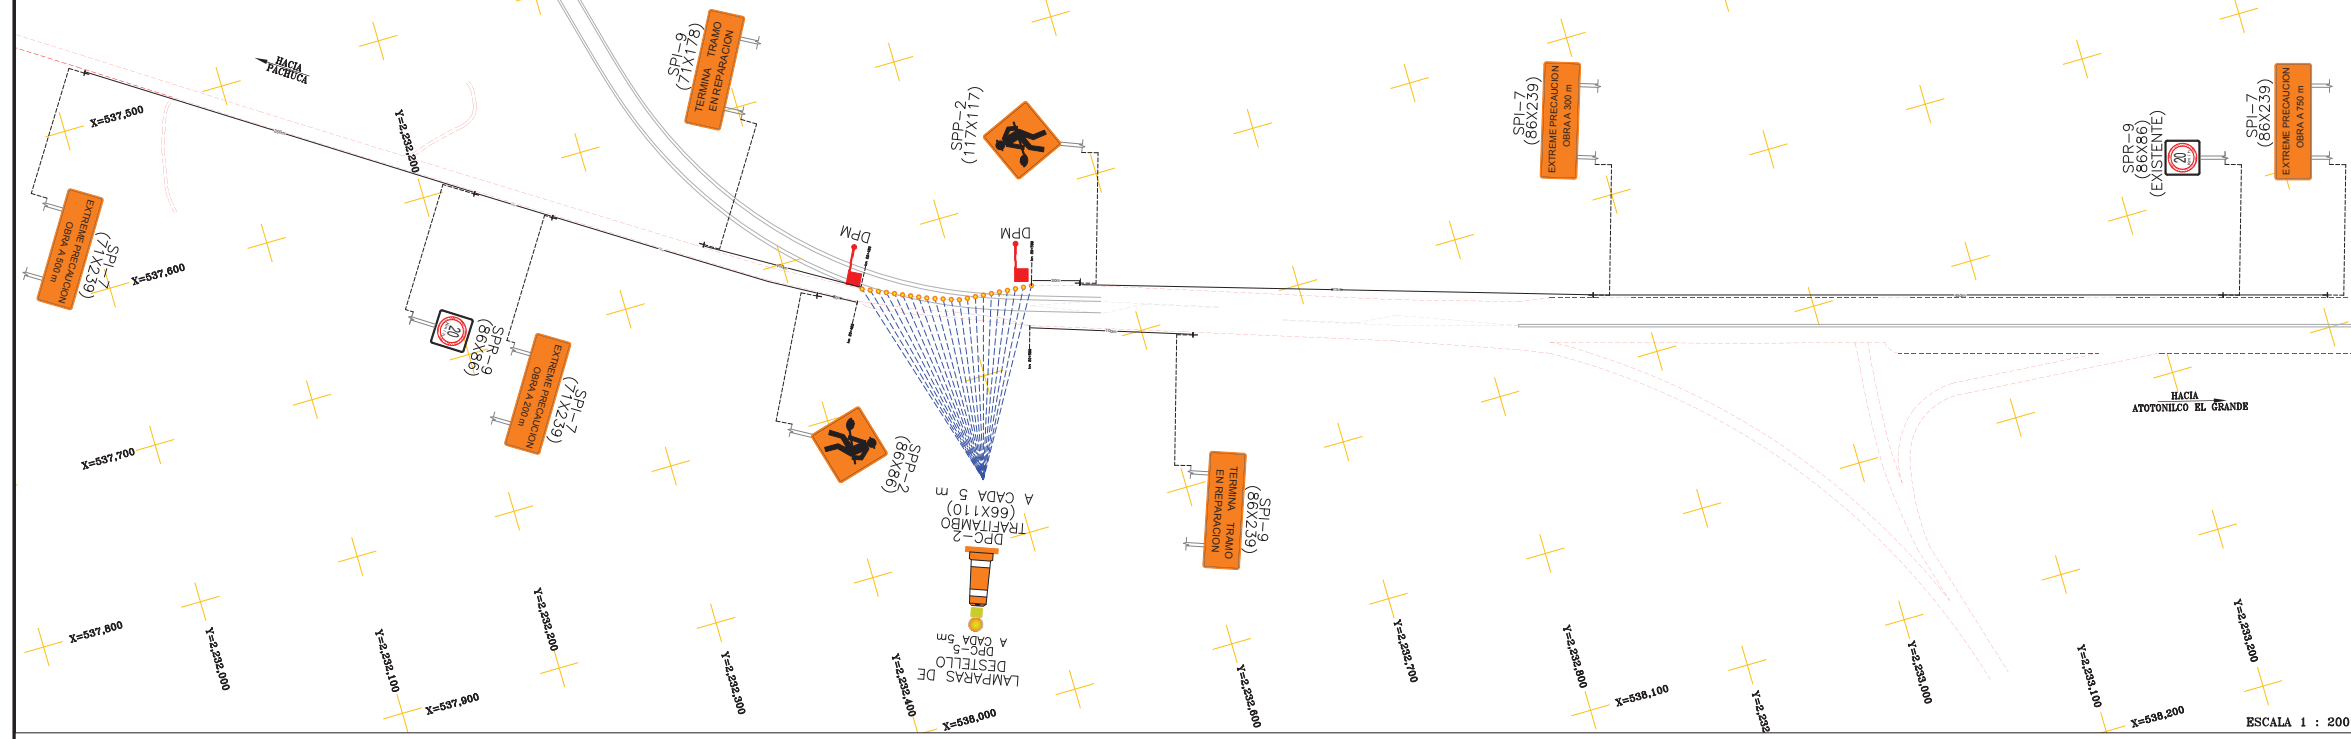 HACIA
PACHUCA
X=537,500
Y=2,232,200
SPI-9
(71X178)
TERMINA TRAMO
EN REPARACION
SPP-2
(117X117)
SPI-7
(86X239)
EXTREME PRECAUCION
OBRA A 300 m
SPR-9
(86X86)
(EXISTENTE)
20
SPI-7
(86X239)
EXTREME PRECAUCION
OBRA A 750 m
EXTREME PRECAUCION
OBRA A 500 m
SPI-7
(71X239)
X=537,600
DPM
DPM
20
SPR-9
(86X86)
EXTREME PRECAUCION
OBRA A 200 m
SPI-7
(71X239)
HACIA
ATOTONILCO EL GRANDE
X=537,700
SPP-2
(86X86)
DPC-2
TRAFITAMBO
(66X110)
A CADA 5 m
TERMINA TRAMO
EN REPARACION
SPI-9
(86X239)
LAMPARAS DE
DESTELLO
DPC-5
A CADA 5m
X=537,800
Y=2,232,000
Y=2,232,100
X=537,900
Y=2,232,200
Y=2,232,300
Y=2,232,400
X=538,000
Y=2,232,600
Y=2,232,700
Y=2,232,800
X=538,100
Y=2,232
Y=2,233,000
Y=2,233,100
X=538,200
Y=2,233,200
ESCALA 1 : 200